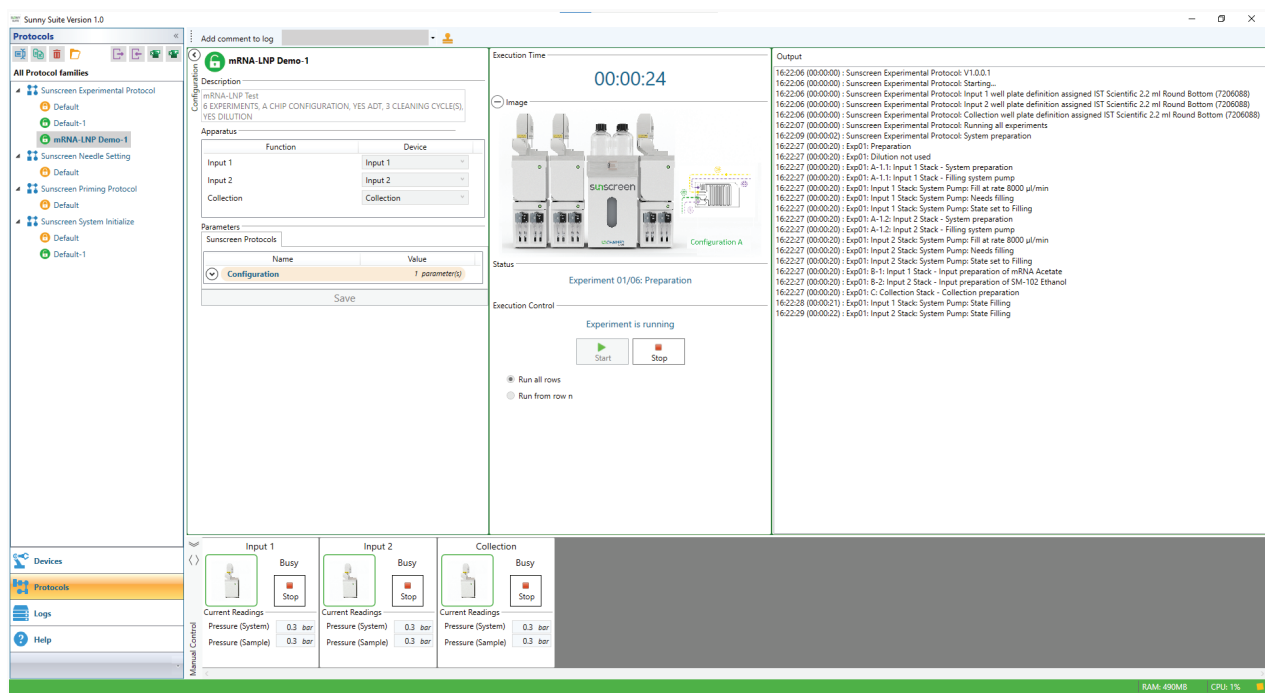 Sunny Suite Version 1.0
Protocols
All Protocol families
Sunscreen Experimental Protocol
Default
Default-1
mRNA-LNP Demo-1
Sunscreen Needle Setting
Default
Sunscreen Priming Protocol
Default
Sunscreen System Initialize
Default
Default-1
Devices
Protocols
Logs
Help
Add comment to log
Configuration
mRNA-LNP Demo-1
Description
mRNA-LNP Test
6 EXPERIMENTS, A CHIP CONFIGURATION, YES ADT, 3 CLEANING CYCLE(S),
YES DILUTION
Apparatus
Function Device
Input 1 Input 1
Input 2 Input 2
Collection Collection
Parameters
Sunscreen Protocols
Name Value
Configuration 1 parameter(s)
Save
Execution Time
00:00:24
Image
sunscreen
Configuration A
Status
Experiment 01/06: Preparation
Execution Control
Experiment is running
Start Stop
Run all rows
Run from row n
Output
16:22:06 (00:00:00) : Sunscreen Experimental Protocol: V1.0.0.1
16:22:06 (00:00:00) : Sunscreen Experimental Protocol: Starting...
16:22:06 (00:00:00) : Sunscreen Experimental Protocol: Input 1 well plate definition assigned IST Scientific 2.2 ml Round Bottom (7206088)
16:22:06 (00:00:00) : Sunscreen Experimental Protocol: Input 2 well plate definition assigned IST Scientific 2.2 ml Round Bottom (7206088)
16:22:06 (00:00:00) : Sunscreen Experimental Protocol: Collection well plate definition assigned IST Scientific 2.2 ml Round Bottom (7206088)
16:22:07 (00:00:00) : Sunscreen Experimental Protocol: Running all experiments
16:22:09 (00:00:02) : Sunscreen Experimental Protocol: System preparation
16:22:27 (00:00:20) : Exp01: Preparation
16:22:27 (00:00:20) : Exp01: Dilution not used
16:22:27 (00:00:20) : Exp01: A-1.1: Input 1 Stack - System preparation
16:22:27 (00:00:20) : Exp01: A-1.1: Input 1 Stack - Filling system pump
16:22:27 (00:00:20) : Exp01: Input 1 Stack: System Pump: Fill at rate 8000 µl/min
16:22:27 (00:00:20) : Exp01: Input 1 Stack: System Pump: Needs filling
16:22:27 (00:00:20) : Exp01: Input 1 Stack: System Pump: State set to Filling
16:22:27 (00:00:20) : Exp01: A-1.2: Input 2 Stack - System preparation
16:22:27 (00:00:20) : Exp01: A-1.2: Input 2 Stack - Filling system pump
16:22:27 (00:00:20) : Exp01: Input 2 Stack: System Pump: Fill at rate 8000 µl/min
16:22:27 (00:00:20) : Exp01: Input 2 Stack: System Pump: Needs filling
16:22:27 (00:00:20) : Exp01: Input 2 Stack: System Pump: State set to Filling
16:22:27 (00:00:20) : Exp01: B-1: Input 1 Stack - Input preparation of mRNA Acetate
16:22:27 (00:00:20) : Exp01: B-2: Input 2 Stack - Input preparation of SM-102 Ethanol
16:22:27 (00:00:20) : Exp01: C: Collection Stack - Collection preparation
16:22:28 (00:00:21) : Exp01: Input 1 Stack: System Pump: State Filling
16:22:29 (00:00:22) : Exp01: Input 2 Stack: System Pump: State Filling
Manual Control
Input 1
Busy
Stop
Current Readings
Pressure (System) 0.3 bar
Pressure (Sample) 0.3 bar
Input 2
Busy
Stop
Current Readings
Pressure (System) 0.3 bar
Pressure (Sample) 0.3 bar
Collection
Busy
Stop
Current Readings
Pressure (System) 0.3 bar
Pressure (Sample) 0.3 bar
RAM: 490MB CPU: 1%